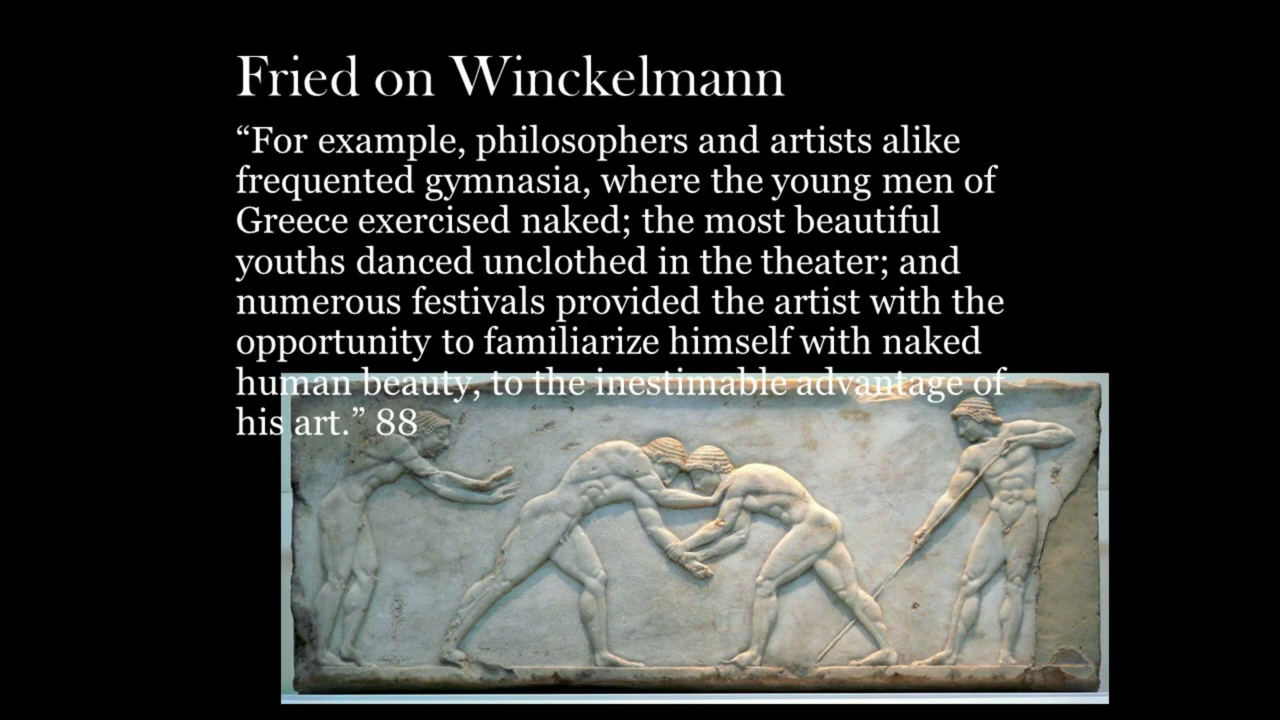 Fried on Winckelmann
“For example, philosophers and artists alike
frequented gymnasia, where the young men of
Greece exercised naked; the most beautiful
youths danced unclothed in the theater; and
numerous festivals provided the artist with the
opportunity to familiarize himself with naked
human beauty, to the inestimable advantage of
his art.” 88